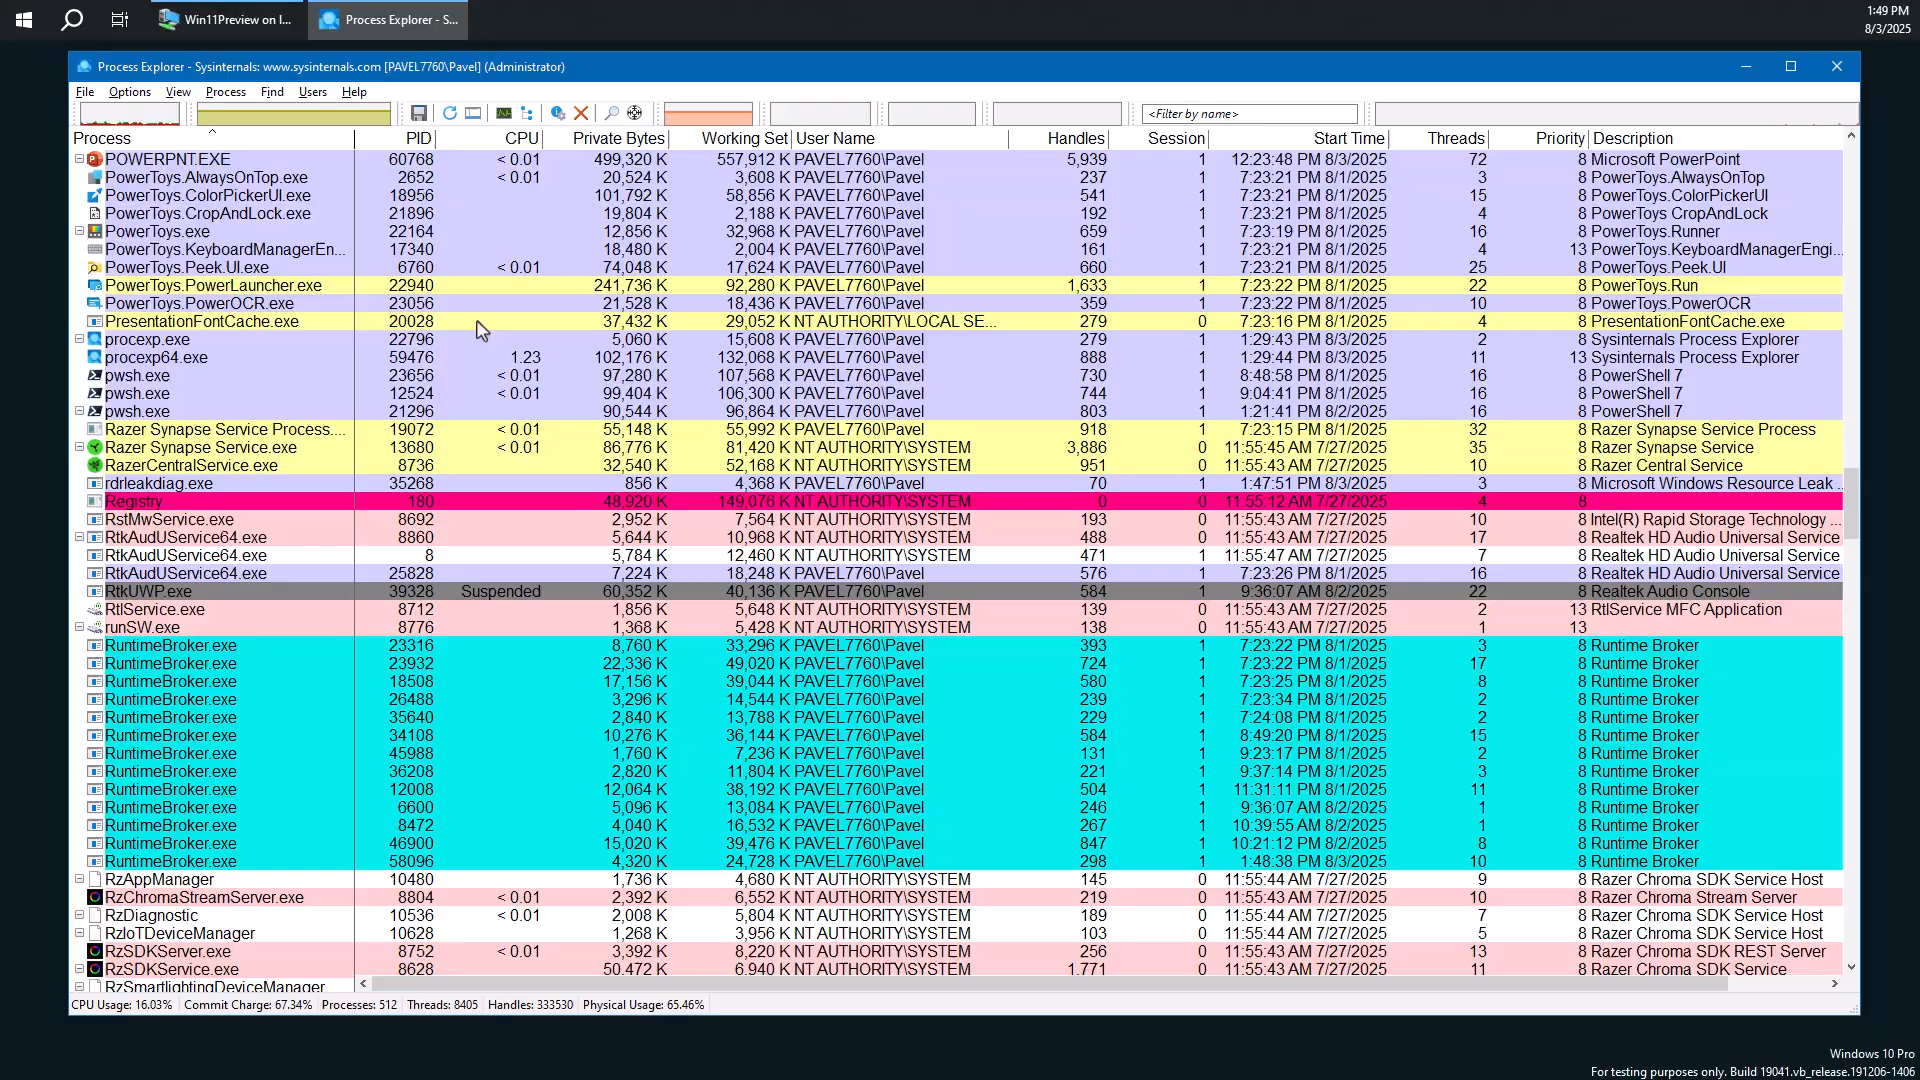 Win11Preview on l...
Process Explorer - S...
1:49 PM
8/3/2025
Process Explorer - Sysinternals: www.sysinternals.com [PAVEL7760\Pavel] (Administrator)
File Options View Process Find Users Help
<Filter by name>
Process PID CPU Private Bytes Working Set User Name Handles Session Start Time Threads Priority Description
POWERPNT.EXE 60768 < 0.01 499,320 K 557,912 K PAVEL7760\Pavel 5,939 1 12:23:48 PM 8/3/2025 72 8 Microsoft PowerPoint
PowerToys.AlwaysOnTop.exe 2652 < 0.01 20,524 K 3,608 K PAVEL7760\Pavel 237 1 7:23:21 PM 8/1/2025 3 8 PowerToys.AlwaysOnTop
PowerToys.ColorPickerUI.exe 18956 101,792 K 58,856 K PAVEL7760\Pavel 541 1 7:23:21 PM 8/1/2025 15 8 PowerToys.ColorPickerUI
PowerToys.CropAndLock.exe 21896 19,804 K 2,188 K PAVEL7760\Pavel 192 1 7:23:21 PM 8/1/2025 4 8 PowerToys CropAndLock
PowerToys.exe 22164 12,856 K 32,968 K PAVEL7760\Pavel 659 1 7:23:19 PM 8/1/2025 16 8 PowerToys.Runner
PowerToys.KeyboardManagerEn... 17340 18,480 K 2,004 K PAVEL7760\Pavel 161 1 7:23:21 PM 8/1/2025 4 13 PowerToys.KeyboardManagerEngi...
PowerToys.Peek.UI.exe 6760 < 0.01 74,048 K 17,624 K PAVEL7760\Pavel 660 1 7:23:21 PM 8/1/2025 25 8 PowerToys.Peek.UI
PowerToys.PowerLauncher.exe 22940 241,736 K 92,280 K PAVEL7760\Pavel 1,633 1 7:23:22 PM 8/1/2025 22 8 PowerToys.Run
PowerToys.PowerOCR.exe 23056 21,528 K 18,436 K PAVEL7760\Pavel 359 1 7:23:22 PM 8/1/2025 10 8 PowerToys.PowerOCR
PresentationFontCache.exe 20028 37,432 K 29,052 K NT AUTHORITY\LOCAL SE... 279 0 7:23:16 PM 8/1/2025 4 8 PresentationFontCache.exe
procexp.exe 22796 5,060 K 15,608 K PAVEL7760\Pavel 279 1 1:29:43 PM 8/3/2025 2 8 Sysinternals Process Explorer
procexp64.exe 59476 1.23 102,176 K 132,068 K PAVEL7760\Pavel 888 1 1:29:44 PM 8/3/2025 11 13 Sysinternals Process Explorer
pwsh.exe 23656 < 0.01 97,280 K 107,568 K PAVEL7760\Pavel 730 1 8:48:58 PM 8/1/2025 16 8 PowerShell 7
pwsh.exe 12524 < 0.01 99,404 K 106,300 K PAVEL7760\Pavel 744 1 9:04:41 PM 8/1/2025 16 8 PowerShell 7
pwsh.exe 21296 90,544 K 96,864 K PAVEL7760\Pavel 803 1 1:21:41 PM 8/2/2025 16 8 PowerShell 7
Razer Synapse Service Process.... 19072 < 0.01 55,148 K 55,992 K PAVEL7760\Pavel 918 1 7:23:15 PM 8/1/2025 32 8 Razer Synapse Service Process
Razer Synapse Service.exe 13680 < 0.01 86,776 K 81,420 K NT AUTHORITY\SYSTEM 3,886 0 11:55:45 AM 7/27/2025 35 8 Razer Synapse Service
RazerCentralService.exe 8736 32,540 K 52,168 K NT AUTHORITY\SYSTEM 951 0 11:55:43 AM 7/27/2025 10 8 Razer Central Service
rdrleakdiag.exe 35268 856 K 4,368 K PAVEL7760\Pavel 70 1 1:47:51 PM 8/3/2025 3 8 Microsoft Windows Resource Leak ...
Registry 180 48,920 K 149,076 K NT AUTHORITY\SYSTEM 0 0 11:55:12 AM 7/27/2025 4 8
RstMwService.exe 8692 2,952 K 7,564 K NT AUTHORITY\SYSTEM 193 0 11:55:43 AM 7/27/2025 10 8 Intel(R) Rapid Storage Technology ...
RtkAudUService64.exe 8860 5,644 K 10,968 K NT AUTHORITY\SYSTEM 488 0 11:55:43 AM 7/27/2025 17 8 Realtek HD Audio Universal Service
RtkAudUService64.exe 8 5,784 K 12,460 K NT AUTHORITY\SYSTEM 471 1 11:55:47 AM 7/27/2025 7 8 Realtek HD Audio Universal Service
RtkAudUService64.exe 25828 7,224 K 18,248 K PAVEL7760\Pavel 576 1 7:23:26 PM 8/1/2025 16 8 Realtek HD Audio Universal Service
RtkUWP.exe 39328 Suspended 60,352 K 40,136 K PAVEL7760\Pavel 584 1 9:36:07 AM 8/2/2025 22 8 Realtek Audio Console
RtlService.exe 8712 1,856 K 5,648 K NT AUTHORITY\SYSTEM 139 0 11:55:43 AM 7/27/2025 2 13 RtlService MFC Application
runSW.exe 8776 1,368 K 5,428 K NT AUTHORITY\SYSTEM 138 0 11:55:43 AM 7/27/2025 1 13
RuntimeBroker.exe 23316 8,760 K 33,296 K PAVEL7760\Pavel 393 1 7:23:22 PM 8/1/2025 3 8 Runtime Broker
RuntimeBroker.exe 23932 22,336 K 49,020 K PAVEL7760\Pavel 724 1 7:23:22 PM 8/1/2025 17 8 Runtime Broker
RuntimeBroker.exe 18508 17,156 K 39,044 K PAVEL7760\Pavel 580 1 7:23:25 PM 8/1/2025 8 8 Runtime Broker
RuntimeBroker.exe 26488 3,296 K 14,544 K PAVEL7760\Pavel 239 1 7:23:34 PM 8/1/2025 2 8 Runtime Broker
RuntimeBroker.exe 35640 2,840 K 13,788 K PAVEL7760\Pavel 229 1 7:24:08 PM 8/1/2025 2 8 Runtime Broker
RuntimeBroker.exe 34108 10,276 K 36,144 K PAVEL7760\Pavel 584 1 8:49:20 PM 8/1/2025 15 8 Runtime Broker
RuntimeBroker.exe 45988 1,760 K 7,236 K PAVEL7760\Pavel 131 1 9:23:17 PM 8/1/2025 2 8 Runtime Broker
RuntimeBroker.exe 36208 2,820 K 11,804 K PAVEL7760\Pavel 221 1 9:37:14 PM 8/1/2025 3 8 Runtime Broker
RuntimeBroker.exe 12008 12,064 K 38,192 K PAVEL7760\Pavel 504 1 11:31:11 PM 8/1/2025 11 8 Runtime Broker
RuntimeBroker.exe 6600 5,096 K 13,084 K PAVEL7760\Pavel 246 1 9:36:07 AM 8/2/2025 1 8 Runtime Broker
RuntimeBroker.exe 8472 4,040 K 16,532 K PAVEL7760\Pavel 267 1 10:39:55 AM 8/2/2025 1 8 Runtime Broker
RuntimeBroker.exe 46900 15,020 K 39,476 K PAVEL7760\Pavel 847 1 10:21:12 PM 8/2/2025 8 8 Runtime Broker
RuntimeBroker.exe 58096 4,320 K 24,728 K PAVEL7760\Pavel 298 1 1:48:38 PM 8/3/2025 10 8 Runtime Broker
RzAppManager 10480 1,736 K 4,680 K NT AUTHORITY\SYSTEM 145 0 11:55:44 AM 7/27/2025 9 8 Razer Chroma SDK Service Host
RzChromaStreamServer.exe 8804 < 0.01 2,392 K 6,552 K NT AUTHORITY\SYSTEM 219 0 11:55:43 AM 7/27/2025 10 8 Razer Chroma Stream Server
RzDiagnostic 10536 < 0.01 2,008 K 5,804 K NT AUTHORITY\SYSTEM 189 0 11:55:44 AM 7/27/2025 7 8 Razer Chroma SDK Service Host
RzIoTDeviceManager 10628 1,268 K 3,956 K NT AUTHORITY\SYSTEM 103 0 11:55:44 AM 7/27/2025 5 8 Razer Chroma SDK Service Host
RzSDKServer.exe 8752 < 0.01 3,392 K 8,220 K NT AUTHORITY\SYSTEM 256 0 11:55:43 AM 7/27/2025 13 8 Razer Chroma SDK REST Server
RzSDKService.exe 8628 50,472 K 6,940 K NT AUTHORITY\SYSTEM 1,771 0 11:55:43 AM 7/27/2025 11 8 Razer Chroma SDK Service
RzSmartlightingDeviceManager
CPU Usage: 16.03% Commit Charge: 67.34% Processes: 512 Threads: 8405 Handles: 333530 Physical Usage: 65.46%
Windows 10 Pro
For testing purposes only. Build 19041.vb_release.191206-1406